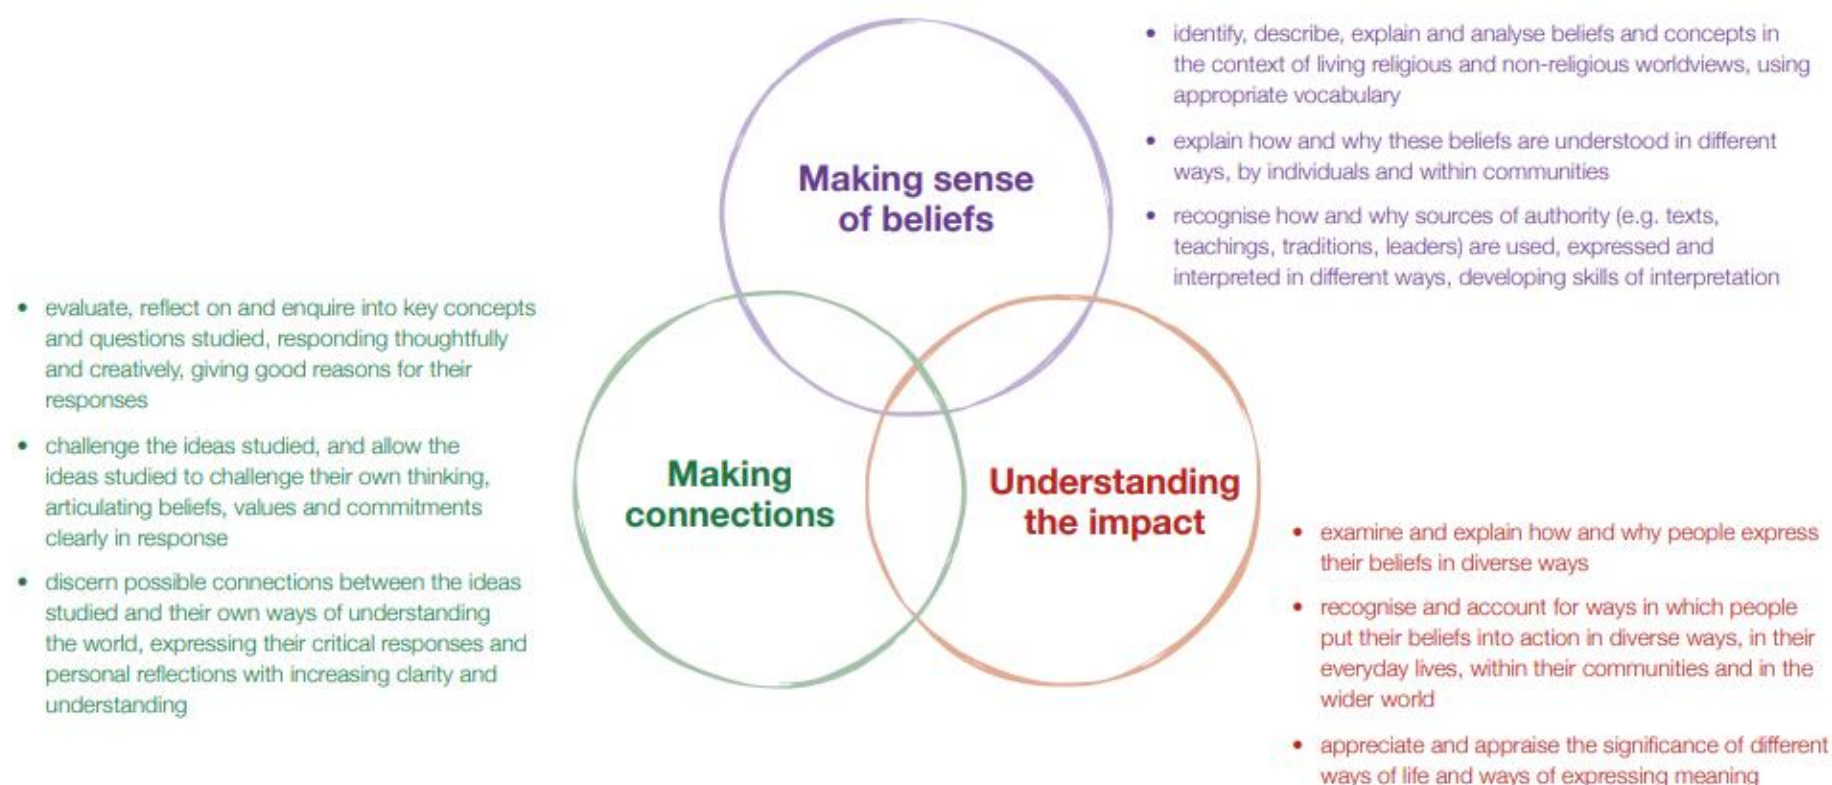 Making sense
of beliefs
• identify, describe, explain and analyse beliefs and concepts in
the context of living religious and non-religious worldviews, using
appropriate vocabulary
• explain how and why these beliefs are understood in different
ways, by individuals and within communities
• recognise how and why sources of authority (e.g. texts,
teachings, traditions, leaders) are used, expressed and
interpreted in different ways, developing skills of interpretation
• evaluate, reflect on and enquire into key concepts
and questions studied, responding thoughtfully
and creatively, giving good reasons for their
responses
• challenge the ideas studied, and allow the
ideas studied to challenge their own thinking,
articulating beliefs, values and commitments
clearly in response
• discern possible connections between the ideas
studied and their own ways of understanding
the world, expressing their critical responses and
personal reflections with increasing clarity and
understanding
Making
connections
Understanding
the impact
• examine and explain how and why people express
their beliefs in diverse ways
• recognise and account for ways in which people
put their beliefs into action in diverse ways, in their
everyday lives, within their communities and in the
wider world
• appreciate and appraise the significance of different
ways of life and ways of expressing meaning